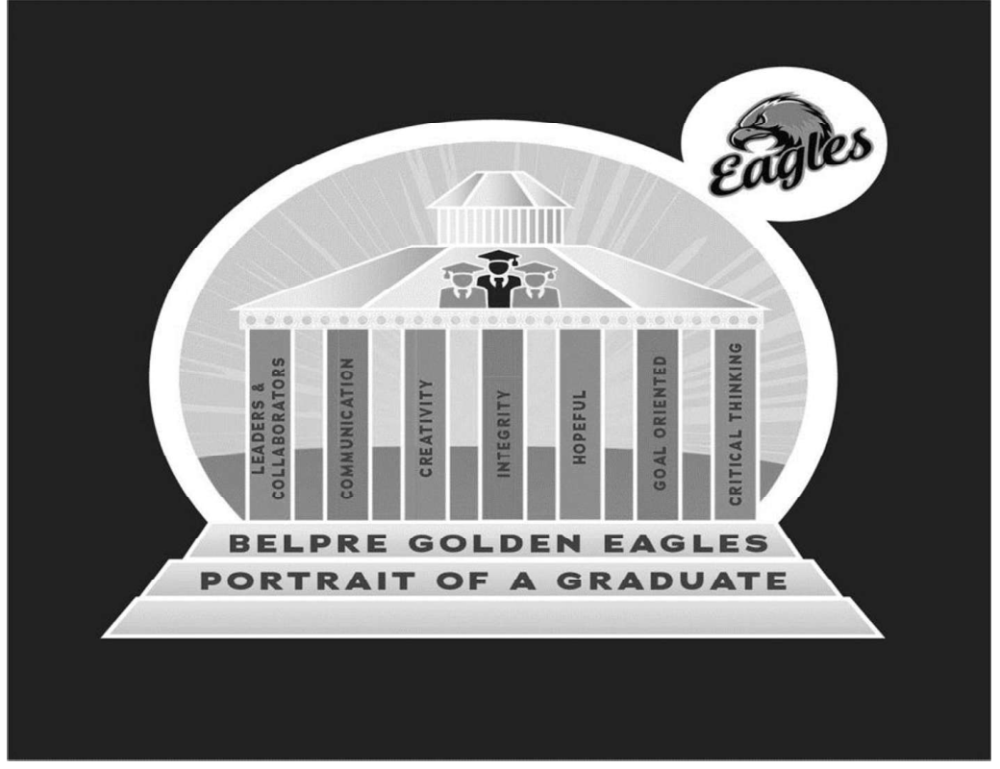 Eagles
LEADERS &
COLLABORATORS
COMMUNICATION
CREATIVITY
INTEGRITY
HOPEFUL
GOAL ORIENTED
CRITICAL THINKING
BELPRE GOLDEN EAGLES
PORTRAIT OF A GRADUATE